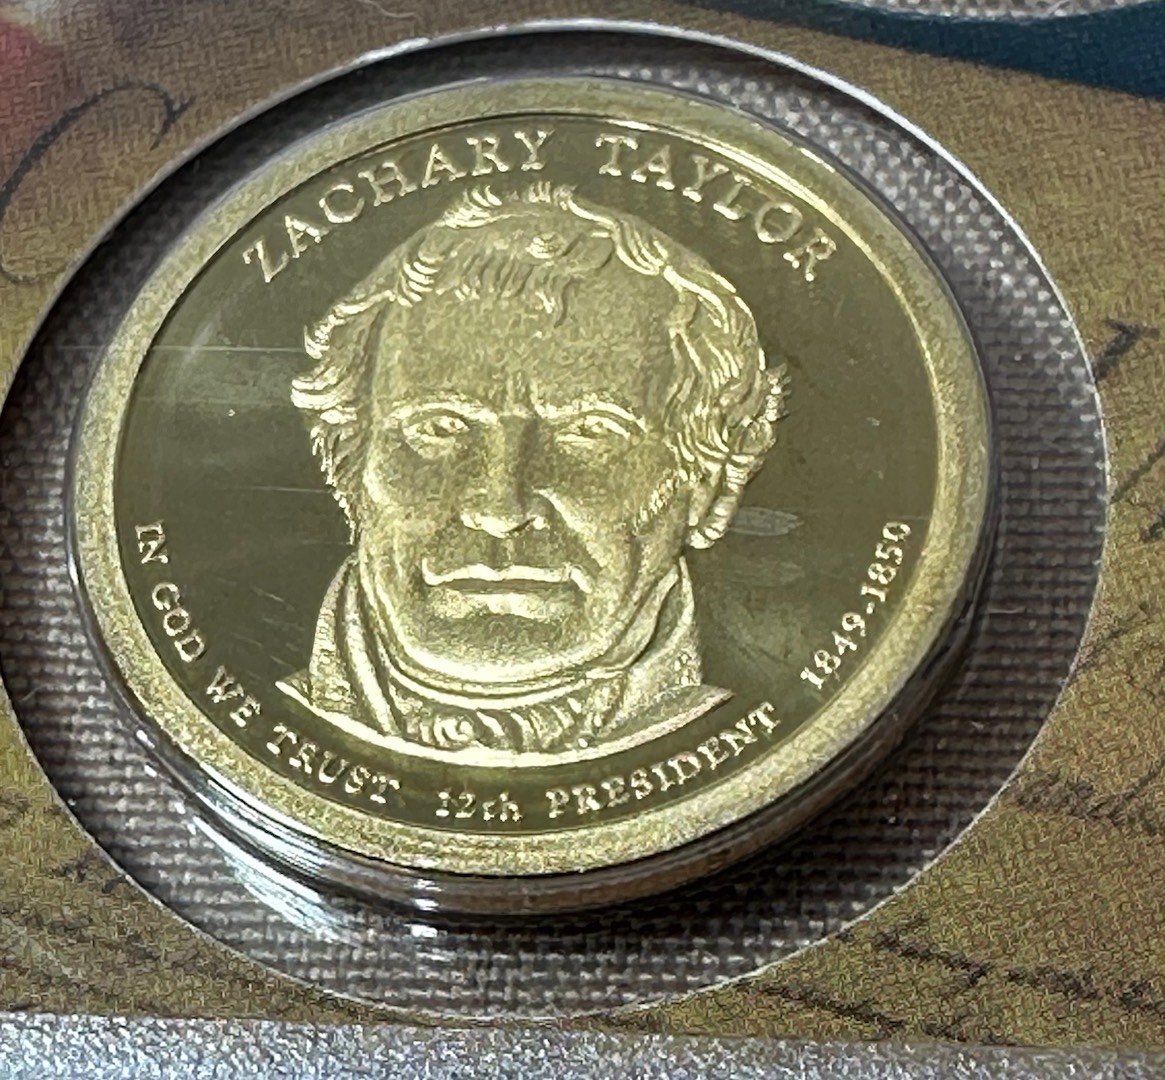 ZACHARY TAYLOR
IN GOD WE TRUST
12th PRESIDENT
1849-1850